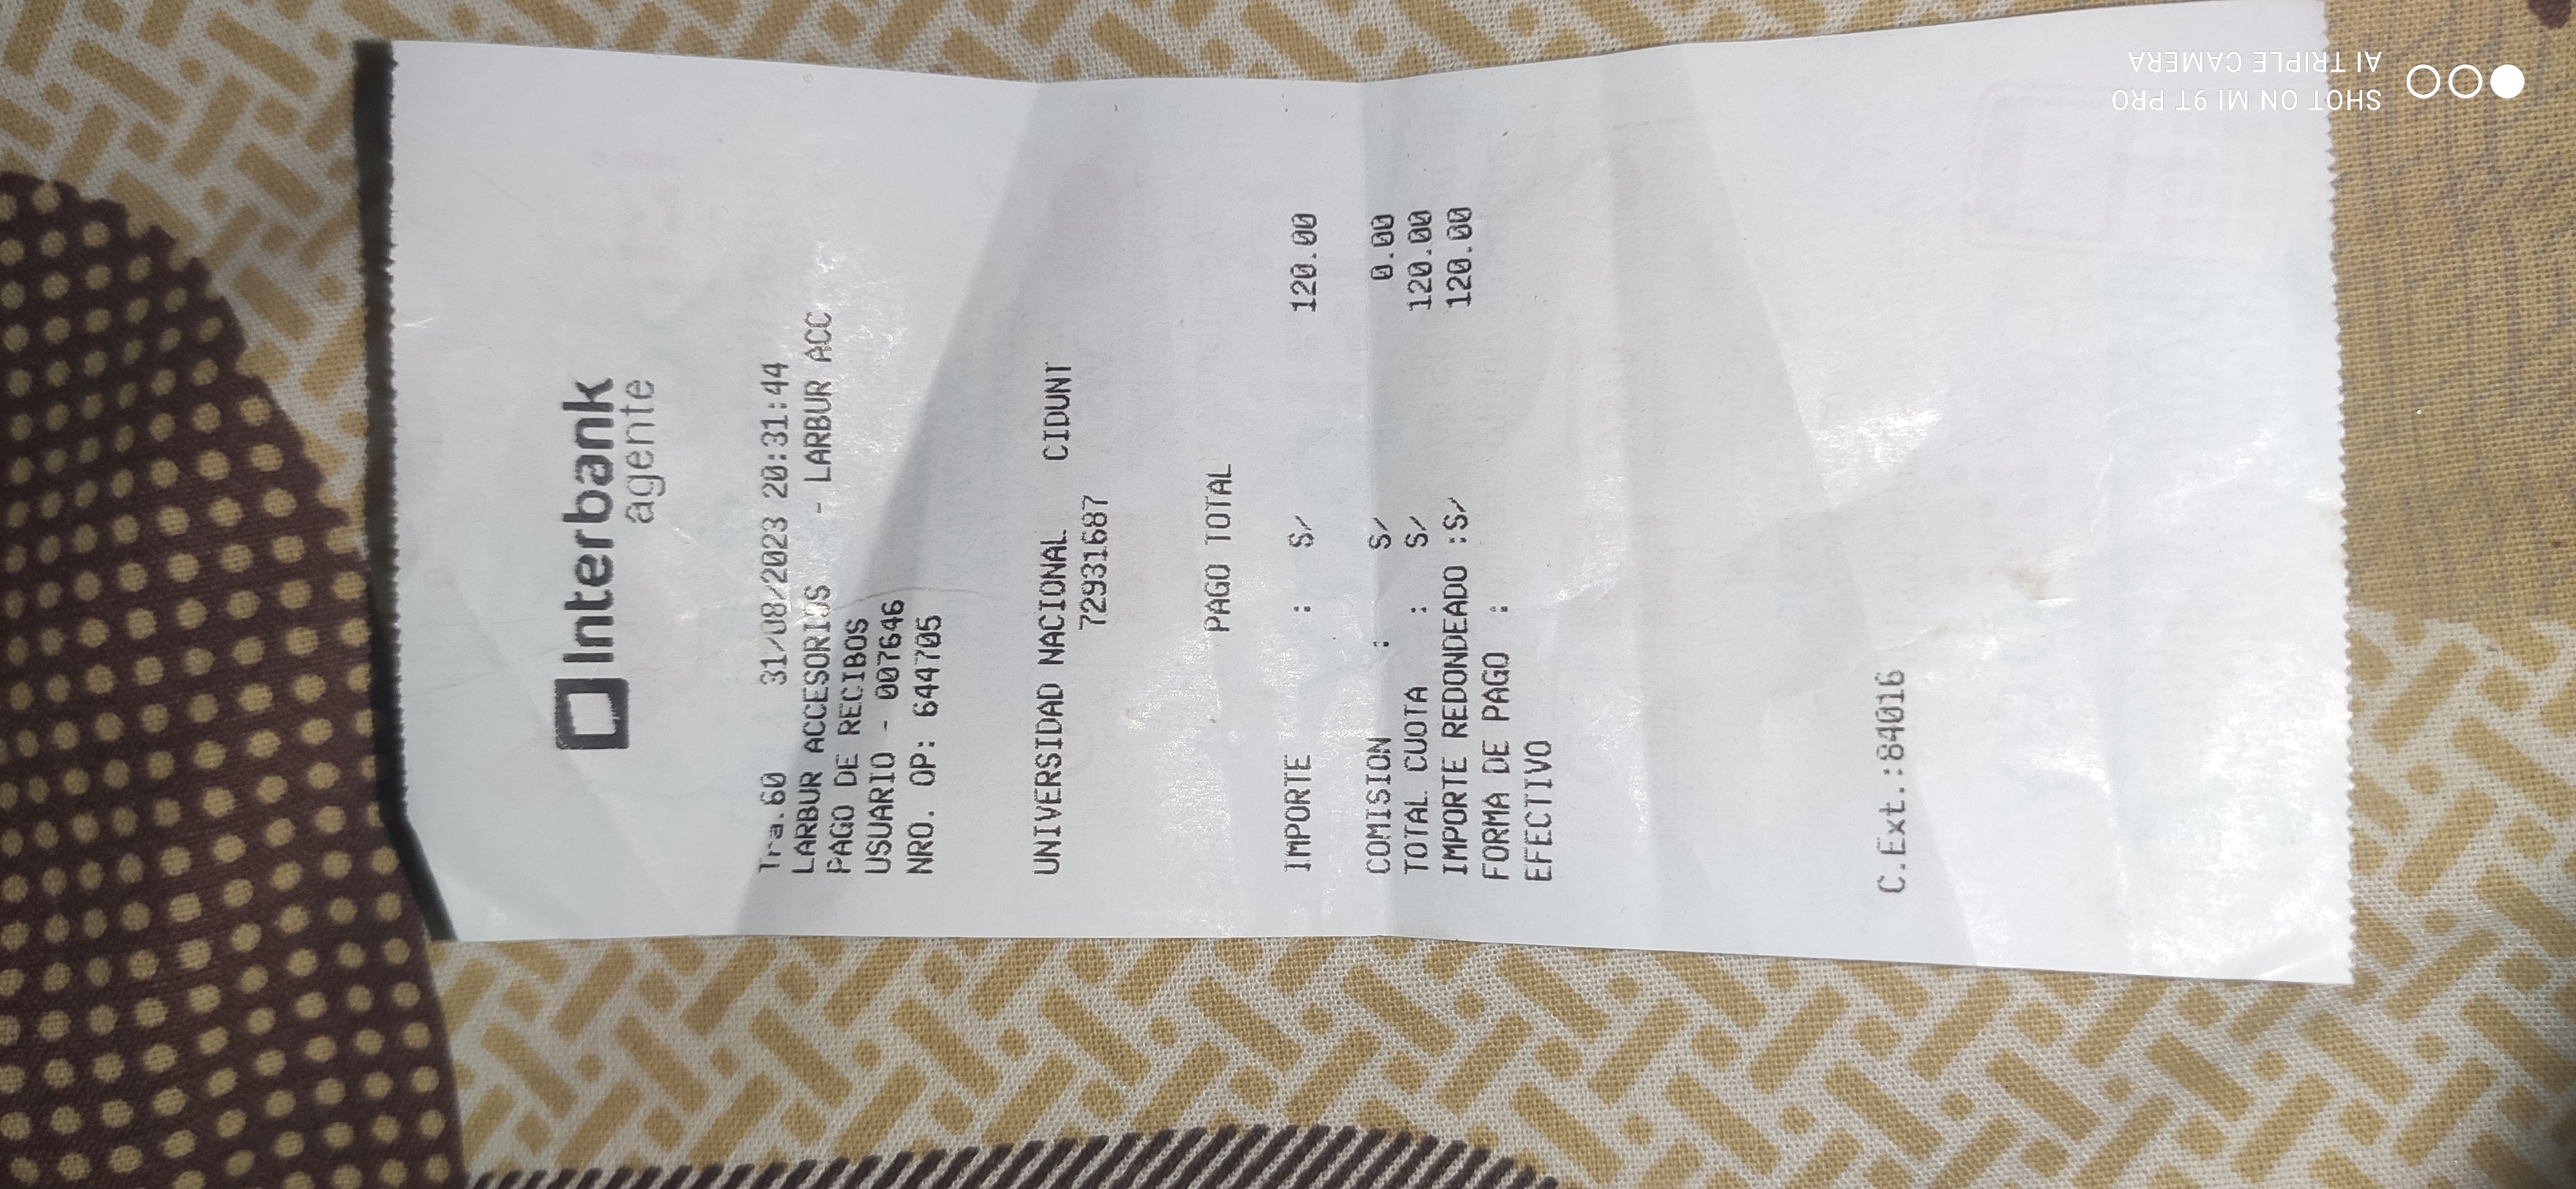 Interbank
agente
Tra.60 31/08/2023 20:31:44
LARBUR ACCESORIOS - LARBUR ACC
PAGO DE RECIBOS
USUARIO - 007646
NRO. OP: 644705
UNIVERSIDAD NACIONAL CIDUNI
72931687
PAGO TOTAL
IMPORTE : S/ 120.00
COMISION : S/ 0.00
TOTAL CUOTA : S/ 120.00
IMPORTE REDONDEADO :S/ 120.00
FORMA DE PAGO :
EFECTIVO
C.Ext.:84016
SHOT ON MI 9T PRO
AI TRIPLE CAMERA